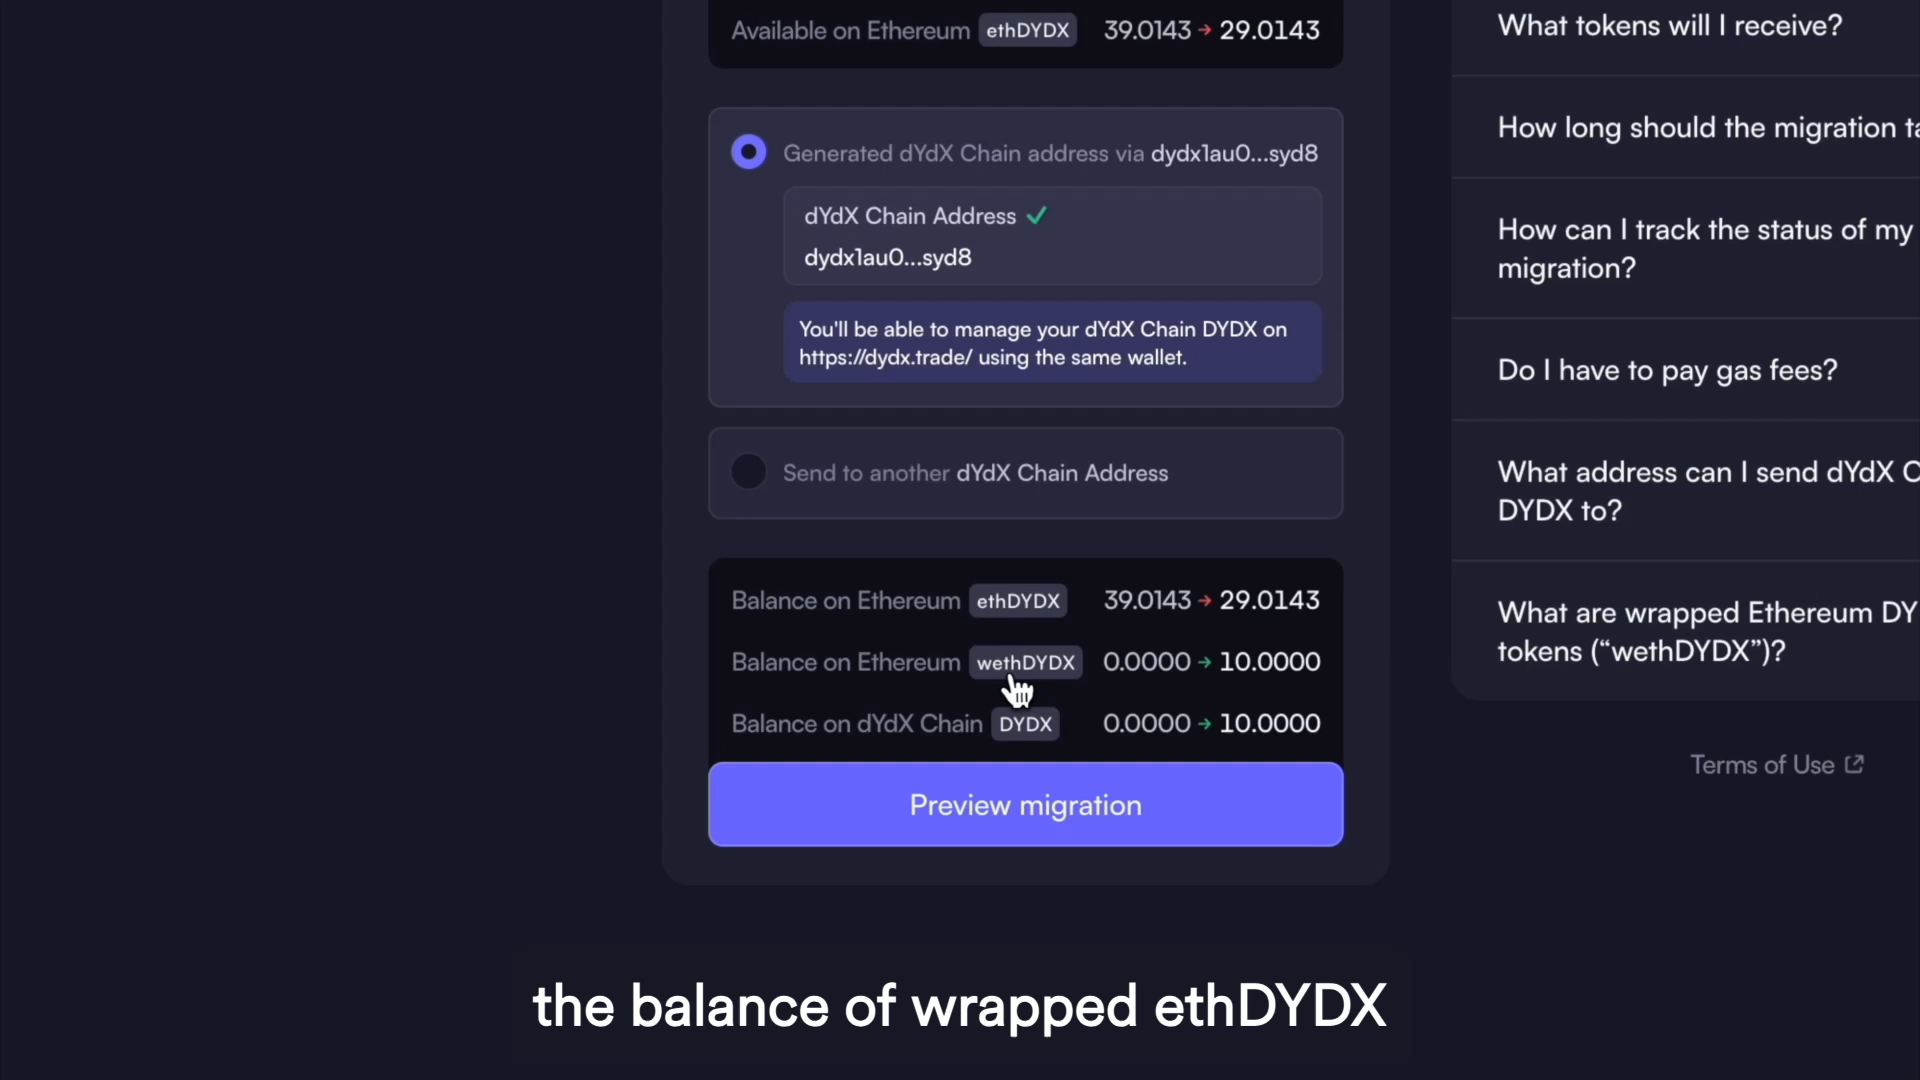 Available on Ethereum ethDYDX 39.0143 → 29.0143
Generated dYdX Chain address via dydx1au0...syd8
dYdX Chain Address
dydx1au0...syd8
You'll be able to manage your dYdX Chain DYDX on
https://dydx.trade/ using the same wallet.
Send to another dYdX Chain Address
Balance on Ethereum ethDYDX 39.0143 → 29.0143
Balance on Ethereum wethDYDX 0.0000 → 10.0000
Balance on dYdX Chain DYDX 0.0000 → 10.0000
Preview migration
What tokens will I receive?
How long should the migration ta
How can I track the status of my
migration?
Do I have to pay gas fees?
What address can I send dYdX C
DYDX to?
What are wrapped Ethereum DY
tokens (“wethDYDX”)?
Terms of Use
the balance of wrapped ethDYDX